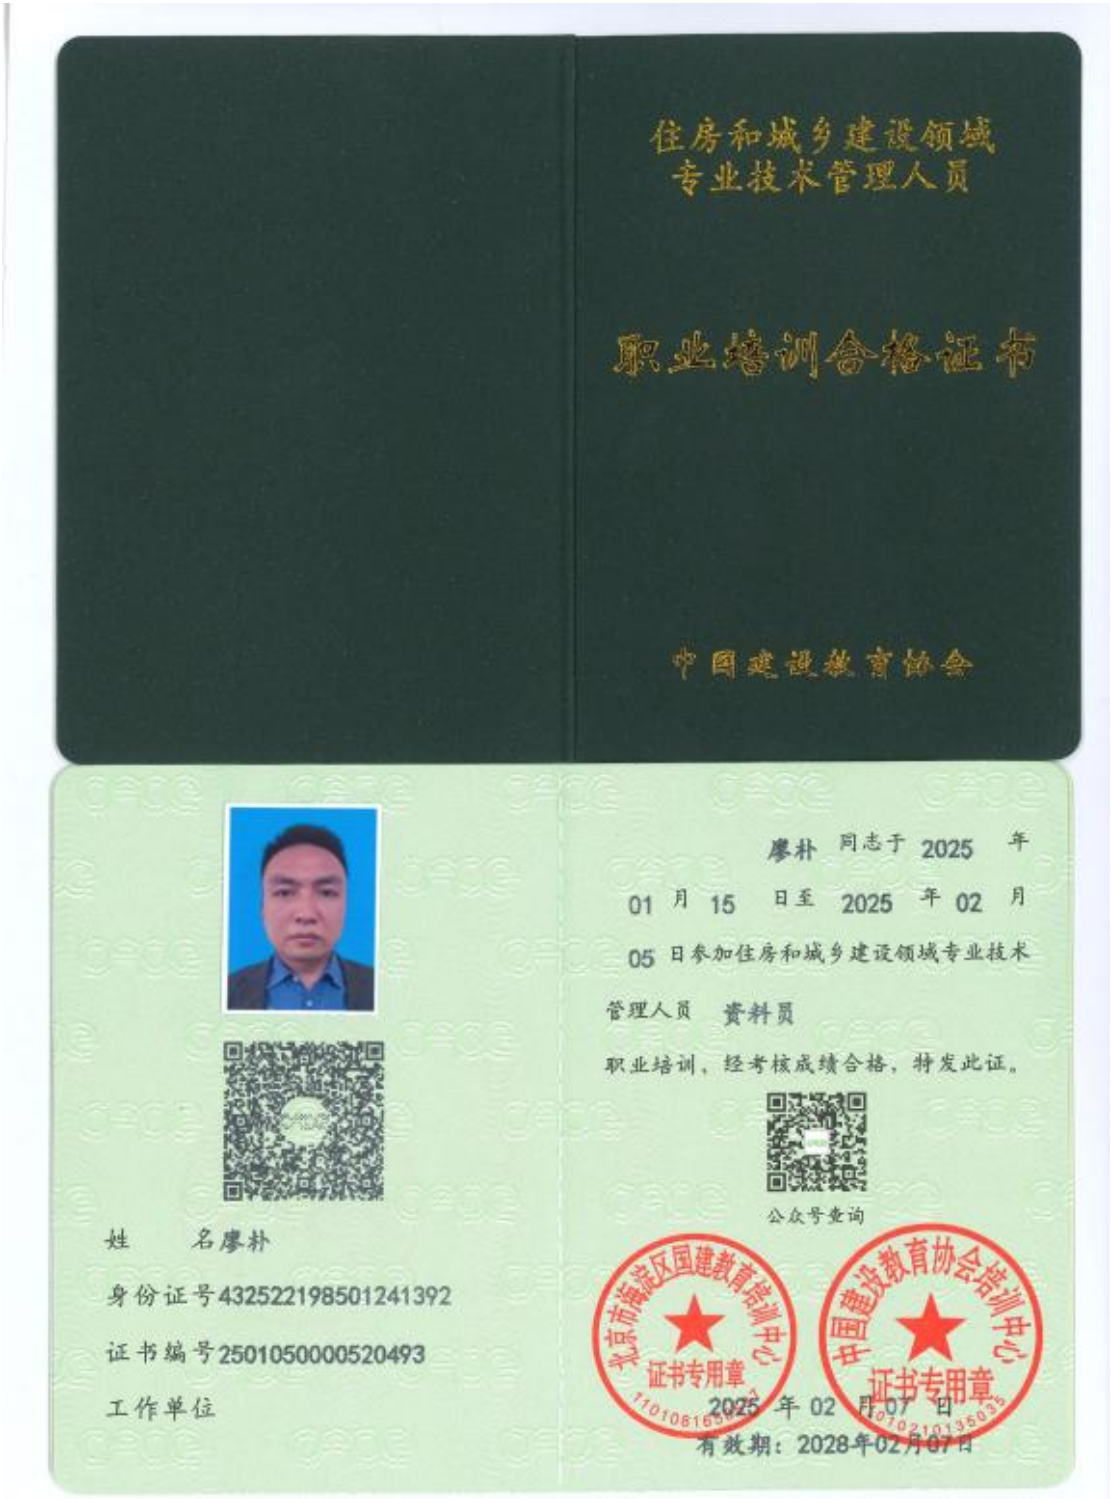 住房和城乡建设领域
专业技术管理人员
职业培训合格证书
中国建设教育协会
姓 名廖朴
身份证号432522198501241392
证书编号2501050000520493
工作单位
廖朴 同志于 2025 年
01 月 15 日至 2025 年 02 月
05 日参加住房和城乡建设领域专业技术
管理人员 资料员
职业培训，经考核成绩合格，特发此证。
公众号查询
北京市海淀区国建教育培训中心
证书专用章
中国建设教育协会培训中心
证书专用章
2025 年 02 月 07 日
有效期：2028年02月07日